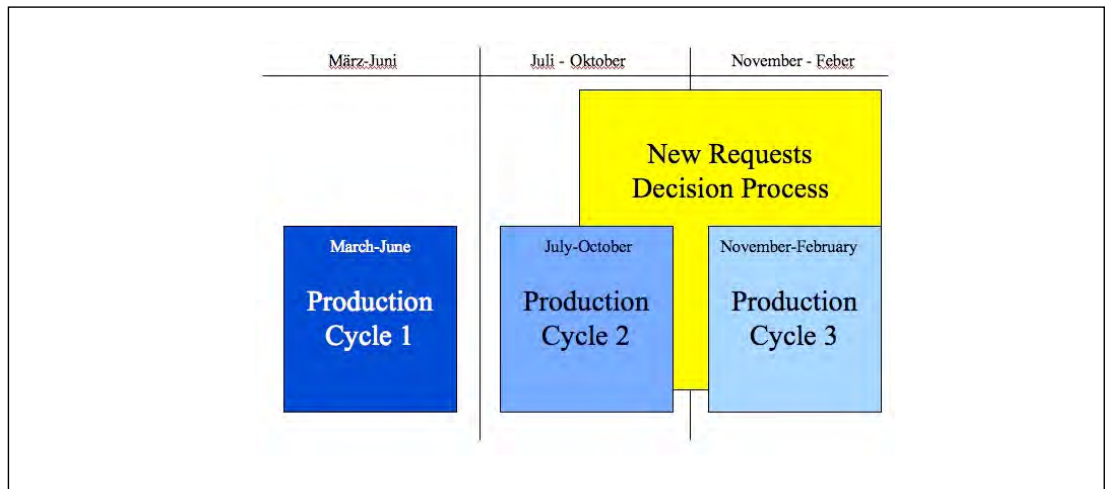 März-Juni
Juli - Oktober
November - Feber
New Requests
Decision Process
March-June
Production
Cycle 1
July-October
Production
Cycle 2
November-February
Production
Cycle 3